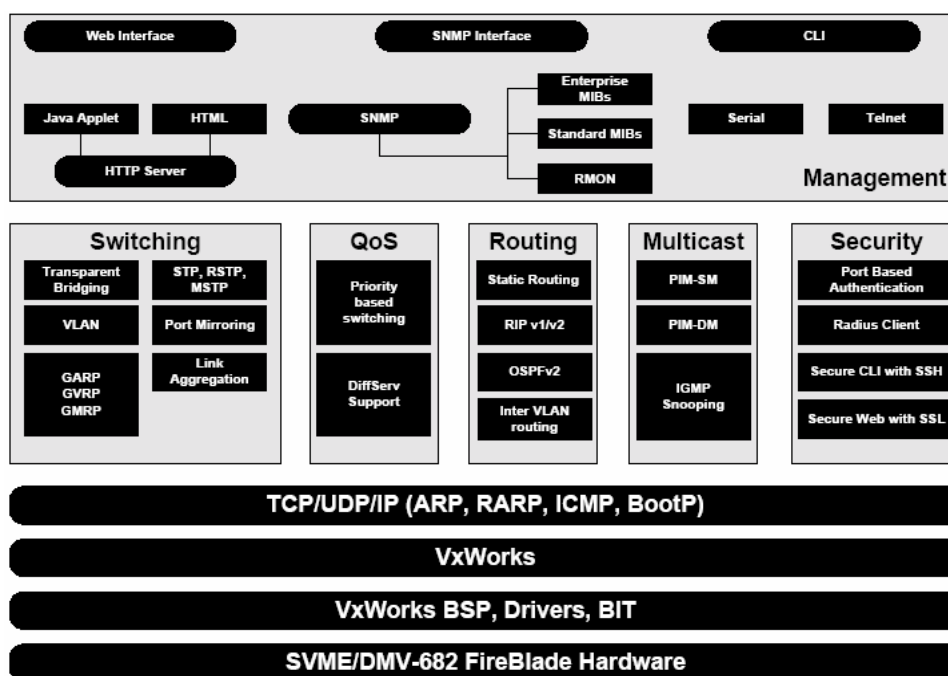 Web Interface
SNMP Interface
CLI
Enterprise
MIBs
Java Applet
HTML
SNMP
Standard MIBs
Serial
Telnet
HTTP Server
RMON
Management
Switching
Transparent
Bridging
STP, RSTP,
MSTP
VLAN
Port Mirroring
GARP
GVRP
GMRP
Link
Aggregation
QoS
Priority
based
switching
DiffServ
Support
Routing
Static Routing
RIP v1/v2
OSPFv2
Inter VLAN
routing
Multicast
PIM-SM
PIM-DM
IGMP
Snooping
Security
Port Based
Authentication
Radius Client
Secure CLI with SSH
Secure Web with SSL
TCP/UDP/IP (ARP, RARP, ICMP, BootP)
VxWorks
VxWorks BSP, Drivers, BIT
SVME/DMV-682 FireBlade Hardware